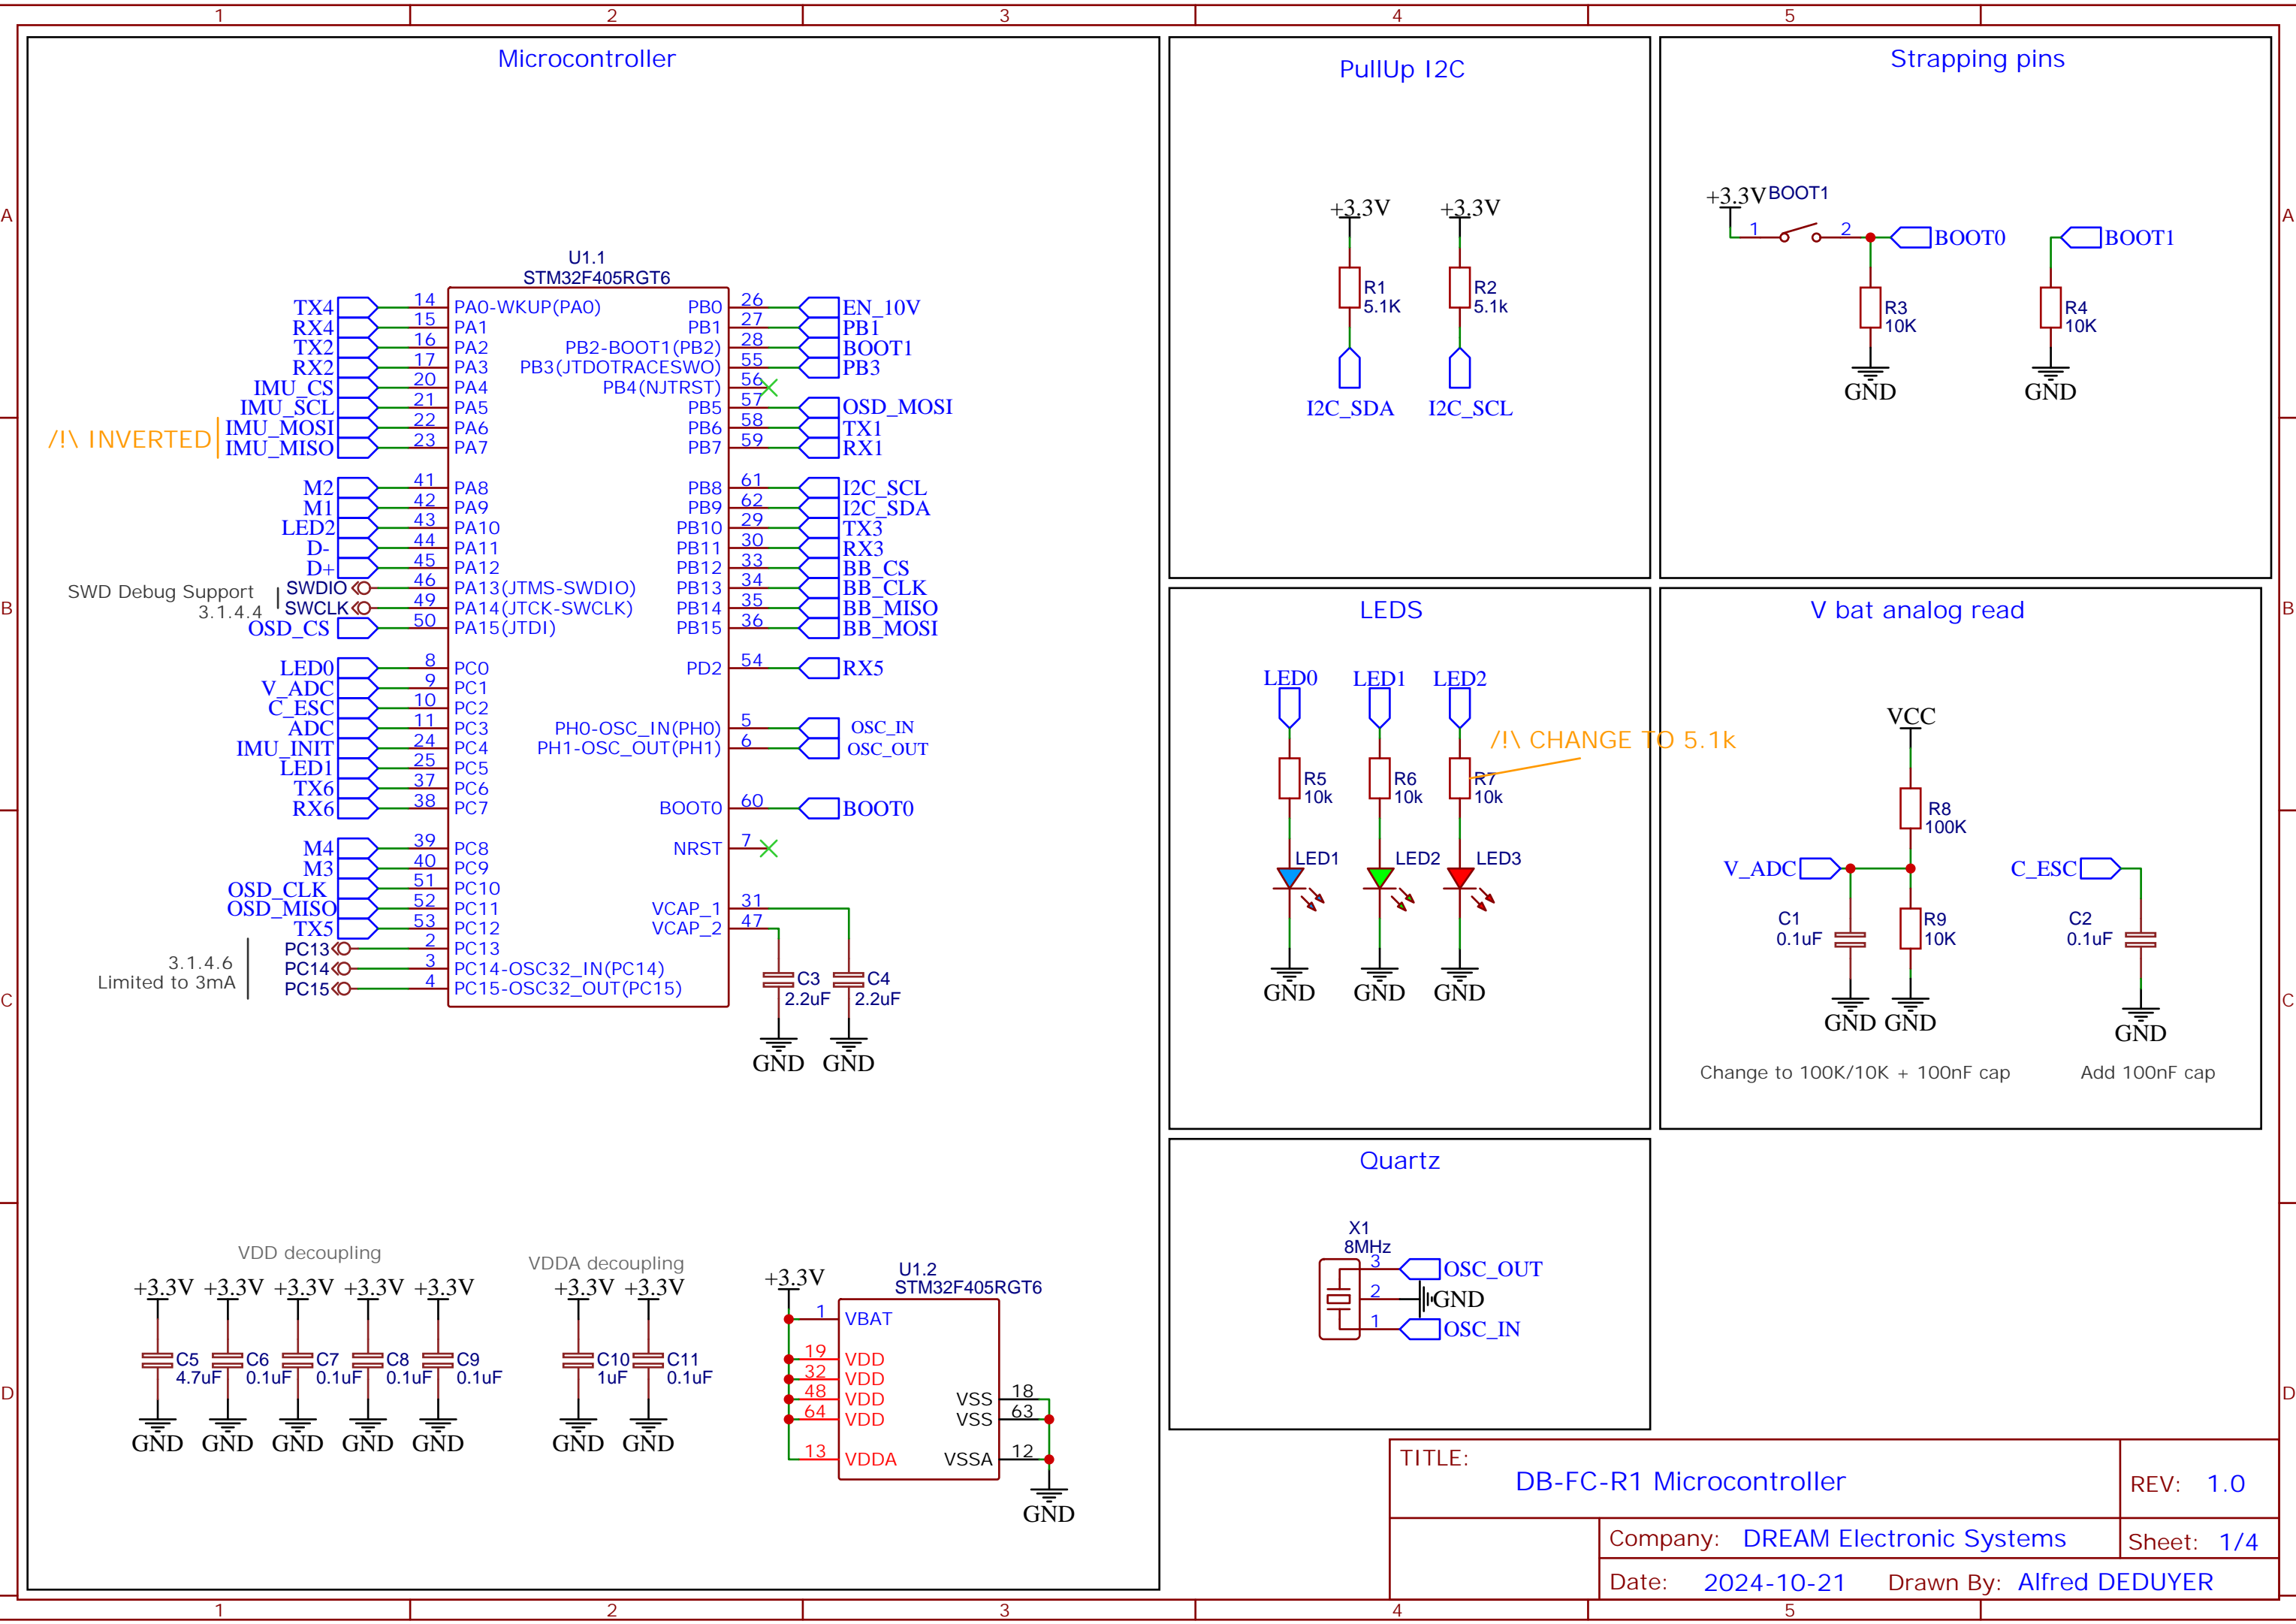 1 2 3 4 5
Microcontroller
U1.1
STM32F405RGT6
TX4 14 PA0-WKUP(PA0) PB0 26 EN_10V
RX4 15 PA1 PB1 27 PB1
TX2 16 PA2 PB2-BOOT1(PB2) 28 BOOT1
RX2 17 PA3 PB3(JTDOTRACESWO) 55 PB3
IMU_CS 20 PA4 PB4(NJTRST) 56
IMU_SCL 21 PA5 PB5 57 OSD_MOSI
/!\ INVERTED
IMU_MOSI 22 PA6 PB6 58 TX1
IMU_MISO 23 PA7 PB7 59 RX1
M2 41 PA8 PB8 61 I2C_SCL
M1 42 PA9 PB9 62 I2C_SDA
LED2 43 PA10 PB10 29 TX3
D- 44 PA11 PB11 30 RX3
D+ 45 PA12 PB12 33 BB_CS
SWD Debug Support
3.1.4.4
SWDIO 46 PA13(JTMS-SWDIO) PB13 34 BB_CLK
SWCLK 49 PA14(JTCK-SWCLK) PB14 35 BB_MISO
OSD_CS 50 PA15(JTDI) PB15 36 BB_MOSI
LED0 8 PC0 PD2 54 RX5
V_ADC 9 PC1
C_ESC 10 PC2
ADC 11 PC3 PH0-OSC_IN(PH0) 5 OSC_IN
IMU_INIT 24 PC4 PH1-OSC_OUT(PH1) 6 OSC_OUT
LED1 25 PC5
TX6 37 PC6
RX6 38 PC7 BOOT0 60 BOOT0
M4 39 PC8 NRST 7
M3 40 PC9
OSD_CLK 51 PC10
OSD_MISO 52 PC11 VCAP_1 31
TX5 53 PC12 VCAP_2 47
3.1.4.6
Limited to 3mA
PC13 2 PC13
PC14 3 PC14-OSC32_IN(PC14)
PC15 4 PC15-OSC32_OUT(PC15)
C3 C4
2.2uF 2.2uF
GND GND
VDD decoupling
+3.3V +3.3V +3.3V +3.3V +3.3V
C5 C6 C7 C8 C9
4.7uF 0.1uF 0.1uF 0.1uF 0.1uF
GND GND GND GND GND
VDDA decoupling
+3.3V +3.3V
C10 C11
1uF 0.1uF
GND GND
+3.3V
U1.2
STM32F405RGT6
1 VBAT
19 VDD
32 VDD
48 VDD VSS 18
64 VDD VSS 63
13 VDDA VSSA 12
GND
PullUp I2C
+3.3V +3.3V
R1 R2
5.1K 5.1k
I2C_SDA I2C_SCL
Strapping pins
+3.3V BOOT1
1 2 BOOT0 BOOT1
R3 R4
10K 10K
GND GND
LEDS
LED0 LED1 LED2
/!\ CHANGE TO 5.1k
R5 R6 R7
10k 10k 10k
LED1 LED2 LED3
GND GND GND
V bat analog read
VCC
R8
100K
V_ADC C_ESC
C1 R9 C2
0.1uF 10K 0.1uF
GND GND GND
Change to 100K/10K + 100nF cap Add 100nF cap
Quartz
X1
8MHz
3 OSC_OUT
2 GND
1 OSC_IN
TITLE:
DB-FC-R1 Microcontroller
REV: 1.0
Company: DREAM Electronic Systems
Sheet: 1/4
Date: 2024-10-21 Drawn By: Alfred DEDUYER
A A
B B
C C
D D
1 2 3 4 5